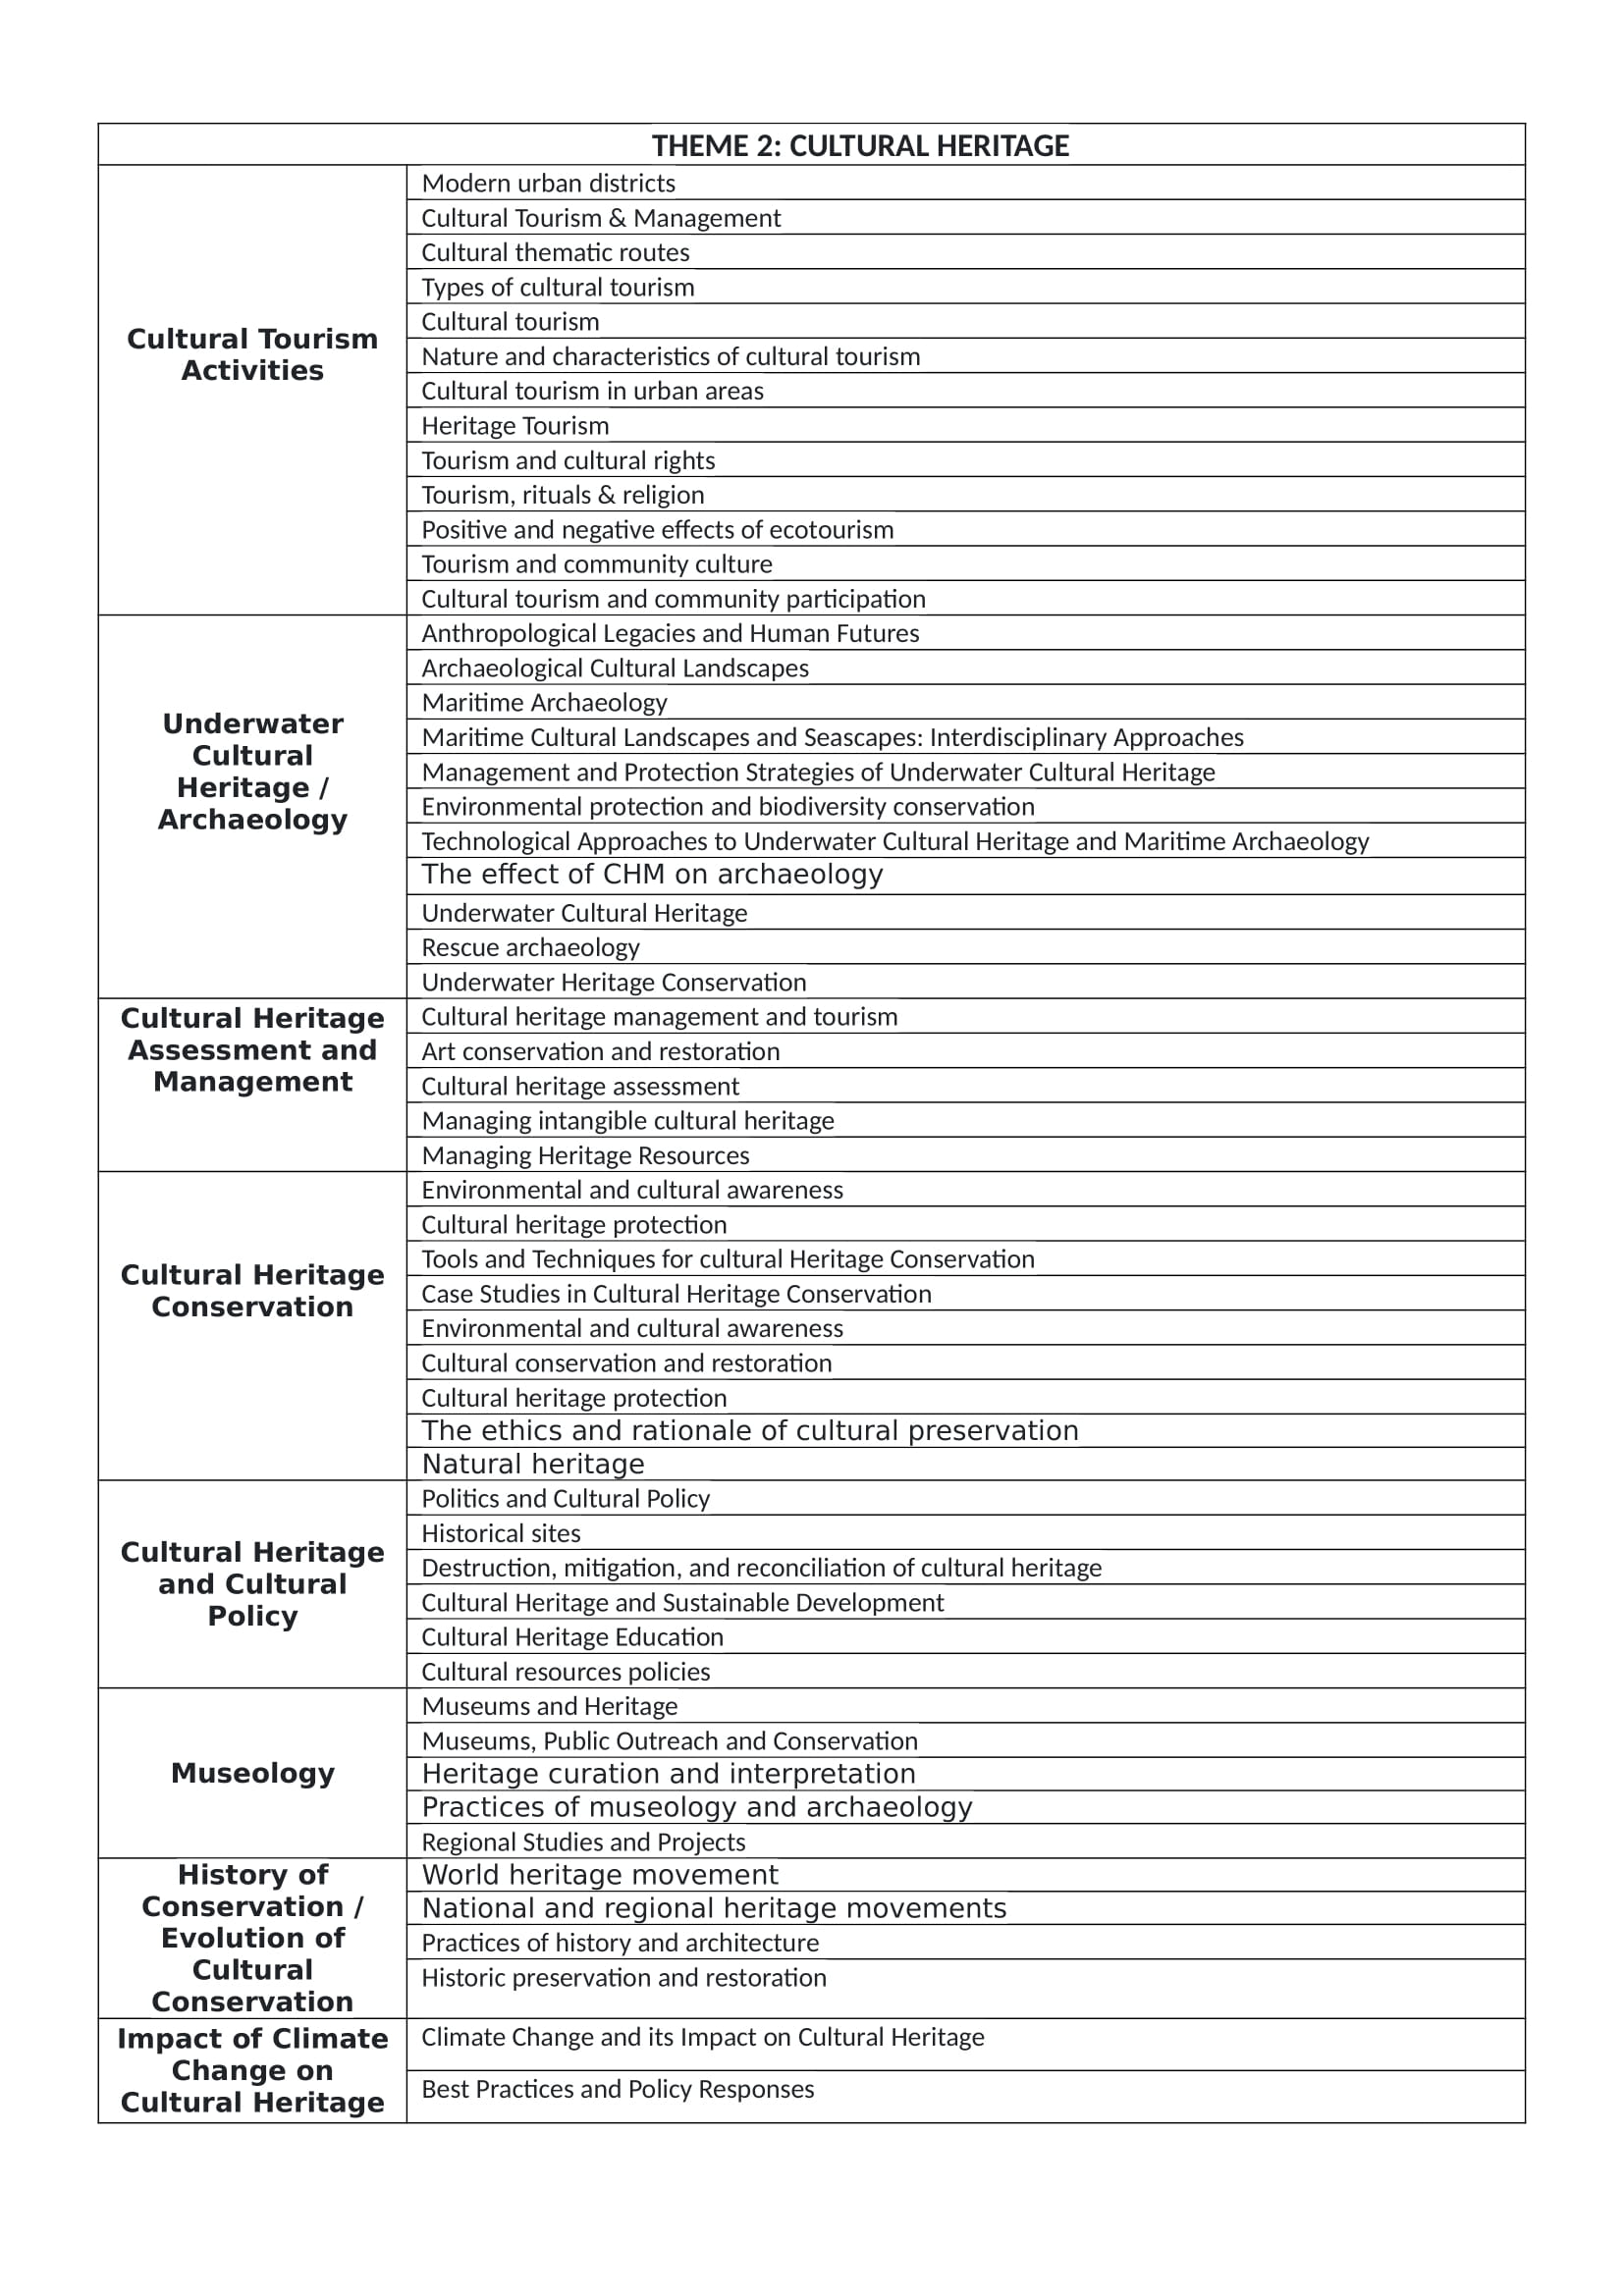 THEME 2: CULTURAL HERITAGE
Cultural Tourism
Activities
Modern urban districts
Cultural Tourism & Management
Cultural thematic routes
Types of cultural tourism
Cultural tourism
Nature and characteristics of cultural tourism
Cultural tourism in urban areas
Heritage Tourism
Tourism and cultural rights
Tourism, rituals & religion
Positive and negative effects of ecotourism
Tourism and community culture
Cultural tourism and community participation
Underwater
Cultural
Heritage /
Archaeology
Anthropological Legacies and Human Futures
Archaeological Cultural Landscapes
Maritime Archaeology
Maritime Cultural Landscapes and Seascapes: Interdisciplinary Approaches
Management and Protection Strategies of Underwater Cultural Heritage
Environmental protection and biodiversity conservation
Technological Approaches to Underwater Cultural Heritage and Maritime Archaeology
The effect of CHM on archaeology
Underwater Cultural Heritage
Rescue archaeology
Underwater Heritage Conservation
Cultural Heritage
Assessment and
Management
Cultural heritage management and tourism
Art conservation and restoration
Cultural heritage assessment
Managing intangible cultural heritage
Managing Heritage Resources
Cultural Heritage
Conservation
Environmental and cultural awareness
Cultural heritage protection
Tools and Techniques for cultural Heritage Conservation
Case Studies in Cultural Heritage Conservation
Environmental and cultural awareness
Cultural conservation and restoration
Cultural heritage protection
The ethics and rationale of cultural preservation
Natural heritage
Cultural Heritage
and Cultural
Policy
Politics and Cultural Policy
Historical sites
Destruction, mitigation, and reconciliation of cultural heritage
Cultural Heritage and Sustainable Development
Cultural Heritage Education
Cultural resources policies
Museology
Museums and Heritage
Museums, Public Outreach and Conservation
Heritage curation and interpretation
Practices of museology and archaeology
Regional Studies and Projects
History of
Conservation /
Evolution of
Cultural
Conservation
World heritage movement
National and regional heritage movements
Practices of history and architecture
Historic preservation and restoration
Impact of Climate
Change on
Cultural Heritage
Climate Change and its Impact on Cultural Heritage
Best Practices and Policy Responses